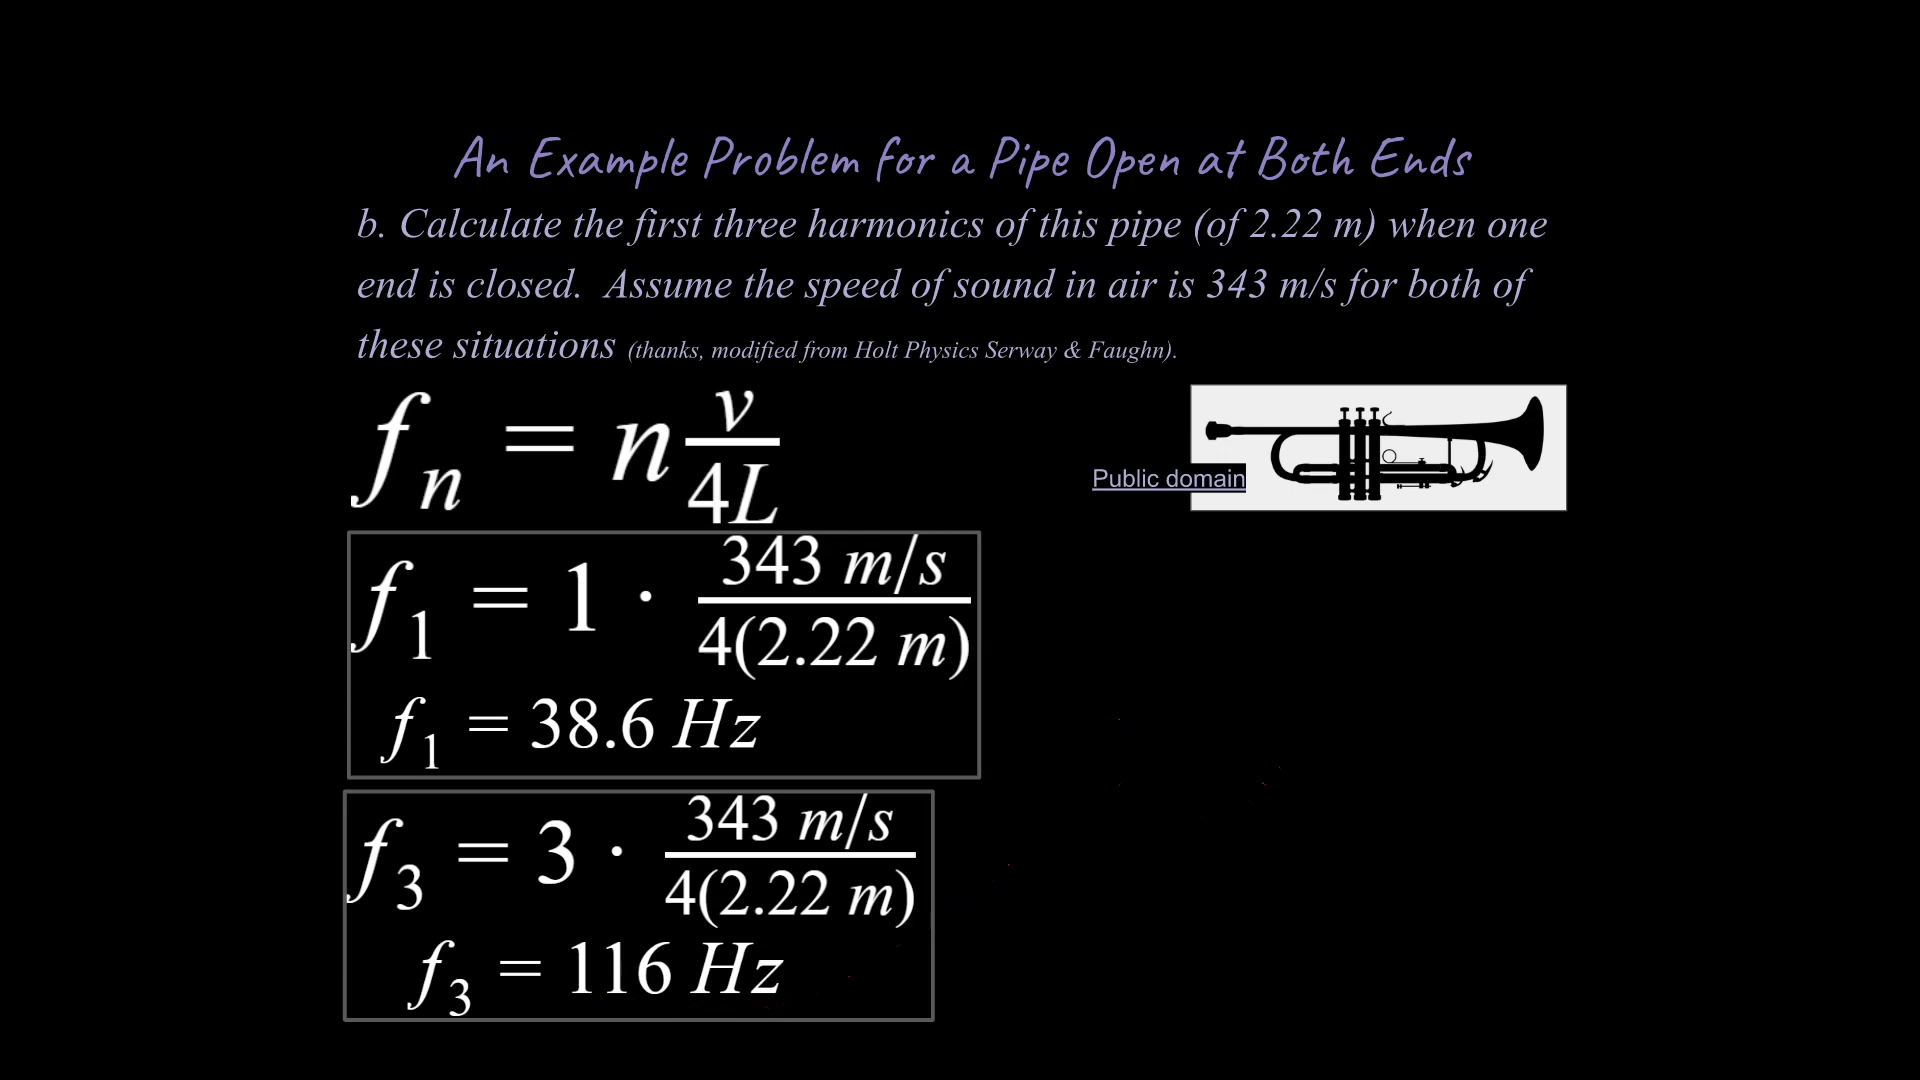 An Example Problem for a Pipe Open at Both Ends
b. Calculate the first three harmonics of this pipe (of 2.22 m) when one
end is closed.  Assume the speed of sound in air is 343 m/s for both of
these situations (thanks, modified from Holt Physics Serway & Faughn).
f_n = n v/4L
Public domain
f_1 = 1 · 343 m/s / 4(2.22 m)
f_1 = 38.6 Hz
f_3 = 3 · 343 m/s / 4(2.22 m)
f_3 = 116 Hz